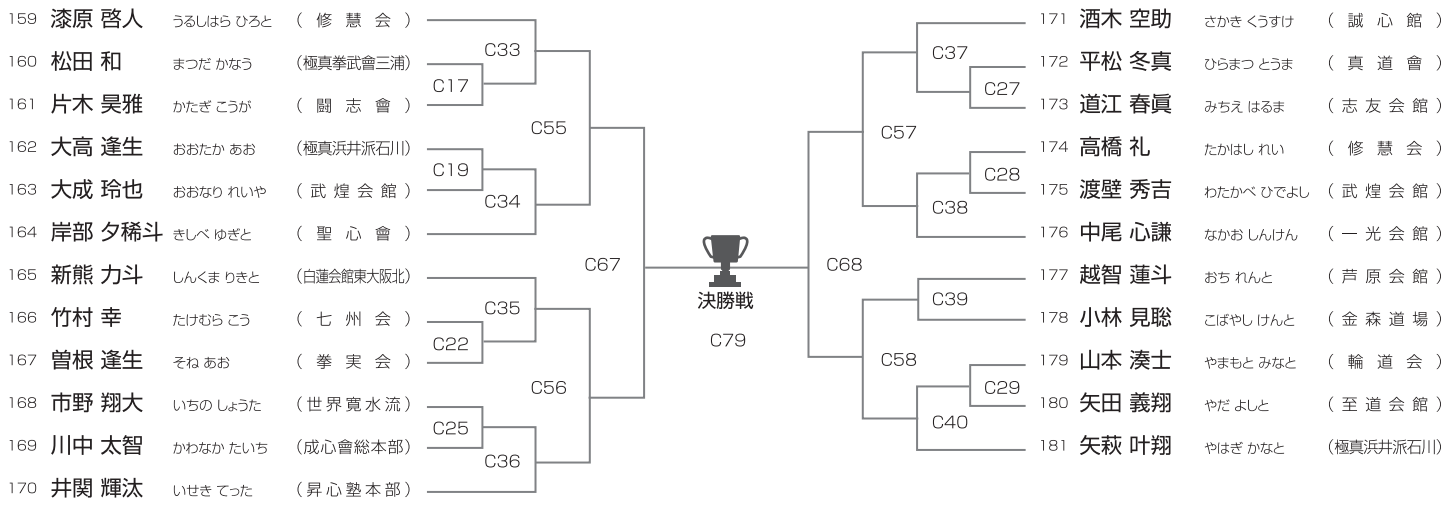 159 漆原 啓人 うるしはら ひろと (修慧会)
160 松田 和 まつだ かなう (極真拳武會三浦)
161 片木 昊雅 かたぎ こうが (闘志會)
162 大高 逢生 おおたか あお (極真浜井派石川)
163 大成 玲也 おおなり れいや (武煌会館)
164 岸部 夕稀斗 きしべ ゆぎと (聖心會)
165 新熊 力斗 しんくま りきと (白蓮会館東大阪北)
166 竹村 幸 たけむら こう (七州会)
167 曽根 逢生 そね あお (拳実会)
168 市野 翔大 いちの しょうた (世界寛水流)
169 川中 太智 かわなか たいち (成心會総本部)
170 井関 輝汰 いせき てった (昇心塾本部)
C33
C17
C55
C19
C34
C67
C35
C22
C56
C25
C36
決勝戦
C79
C37
C27
C57
C28
C38
C68
C39
C58
C29
C40
171 酒木 空助 さかき くうすけ (誠心館)
172 平松 冬真 ひらまつ とうま (真道會)
173 道江 春眞 みちえ はるま (志友会館)
174 高橋 礼 たかはし れい (修慧会)
175 渡壁 秀吉 わたかべ ひでよし (武煌会館)
176 中尾 心謙 なかお しんけん (一光会館)
177 越智 蓮斗 おち れんと (芦原会館)
178 小林 見聡 こばやし けんと (金森道場)
179 山本 湊士 やまもと みなと (輪道会)
180 矢田 義翔 やだ よしと (至道会館)
181 矢萩 叶翔 やはぎ かなと (極真浜井派石川)